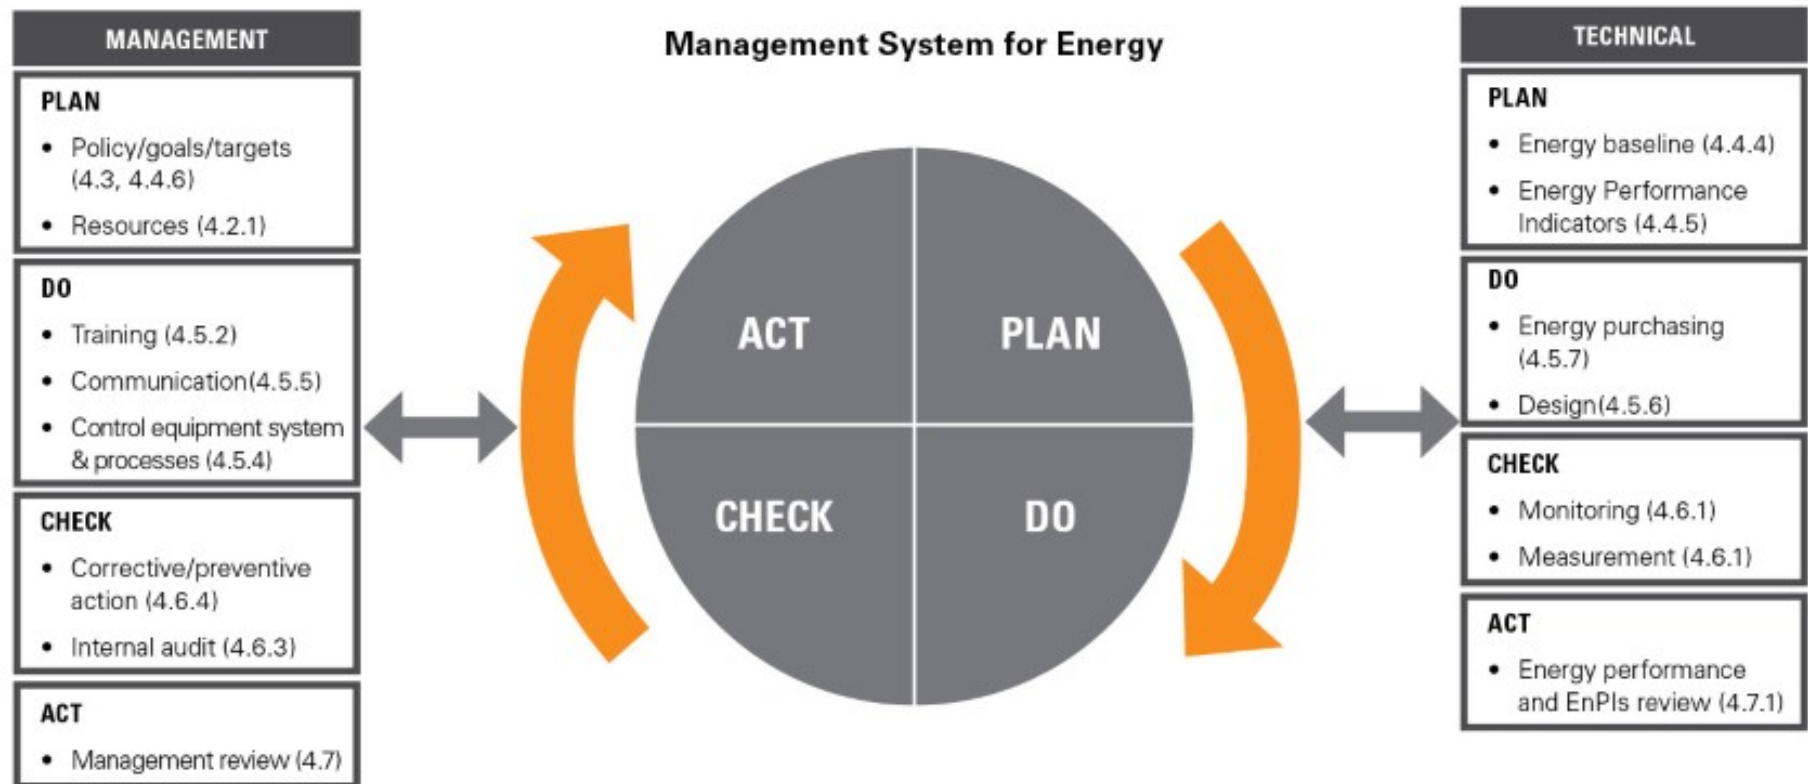 MANAGEMENT
PLAN
• Policy/goals/targets
(4.3, 4.4.6)
• Resources (4.2.1)
DO
• Training (4.5.2)
• Communication(4.5.5)
• Control equipment system
& processes (4.5.4)
CHECK
• Corrective/preventive
action (4.6.4)
• Internal audit (4.6.3)
ACT
• Management review (4.7)
Management System for Energy
ACT
PLAN
CHECK
DO
TECHNICAL
PLAN
• Energy baseline (4.4.4)
• Energy Performance
Indicators (4.4.5)
DO
• Energy purchasing
(4.5.7)
• Design(4.5.6)
CHECK
• Monitoring (4.6.1)
• Measurement (4.6.1)
ACT
• Energy performance
and EnPIs review (4.7.1)